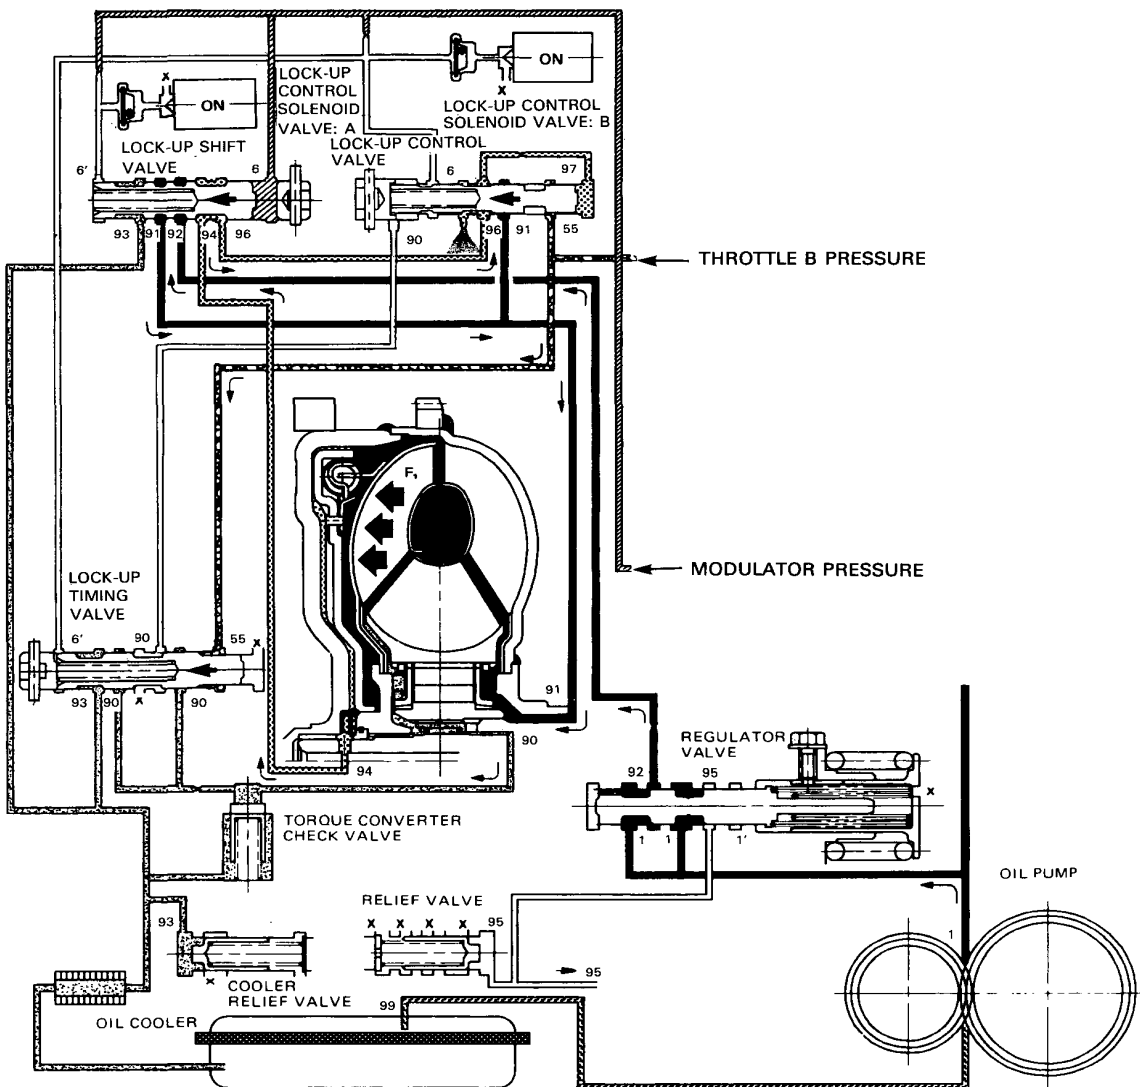 ON
LOCK-UP
CONTROL
SOLENOID
VALVE: A
x
ON
x
LOCK-UP CONTROL
SOLENOID VALVE: B
LOCK-UP SHIFT
VALVE
LOCK-UP CONTROL
VALVE
6'
6
6
97
93
91
92
94
96
90
96
91
55
THROTTLE B PRESSURE
F₁
MODULATOR PRESSURE
LOCK-UP
TIMING
VALVE
6'
90
55
x
93
90
x
90
91
90
94
REGULATOR
VALVE
92
95
x
1
1
1'
TORQUE CONVERTER
CHECK VALVE
OIL PUMP
1
RELIEF VALVE
x x x x
95
93
x
COOLER
RELIEF VALVE
95
99
OIL COOLER